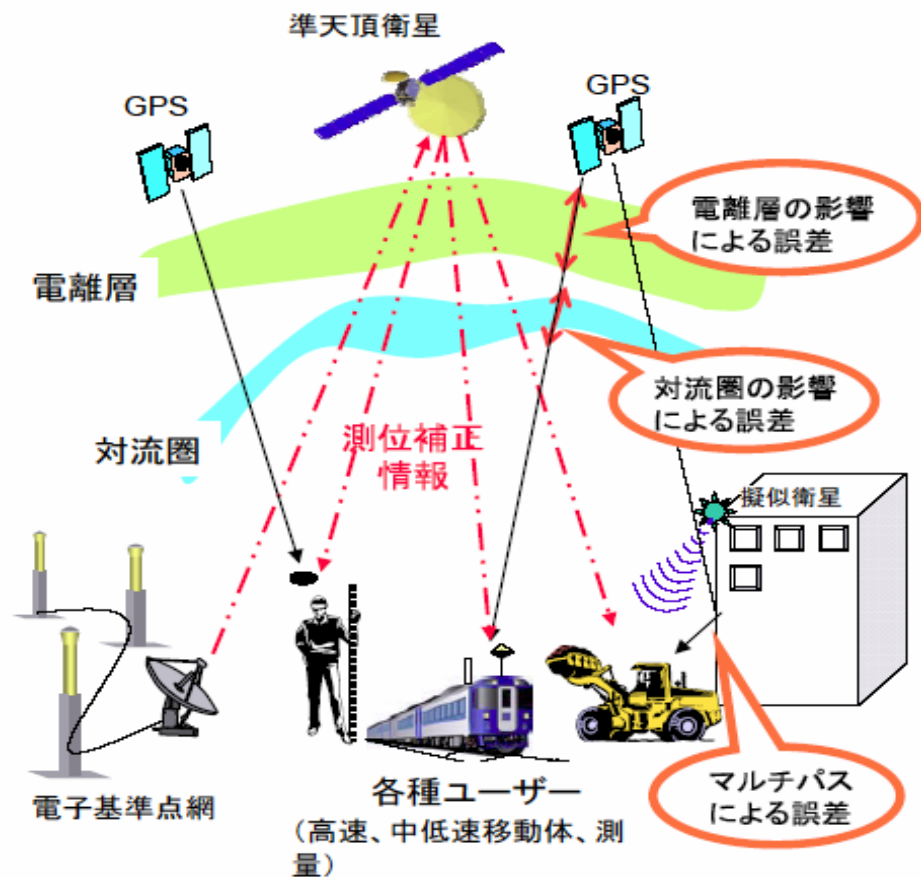 準天頂衛星
GPS
GPS
電離層の影響
による誤差
電離層
対流圏の影響
による誤差
対流圏
測位補正
情報
擬似衛星
マルチパス
による誤差
電子基準点網
各種ユーザー
(高速、中低速移動体、測
量)